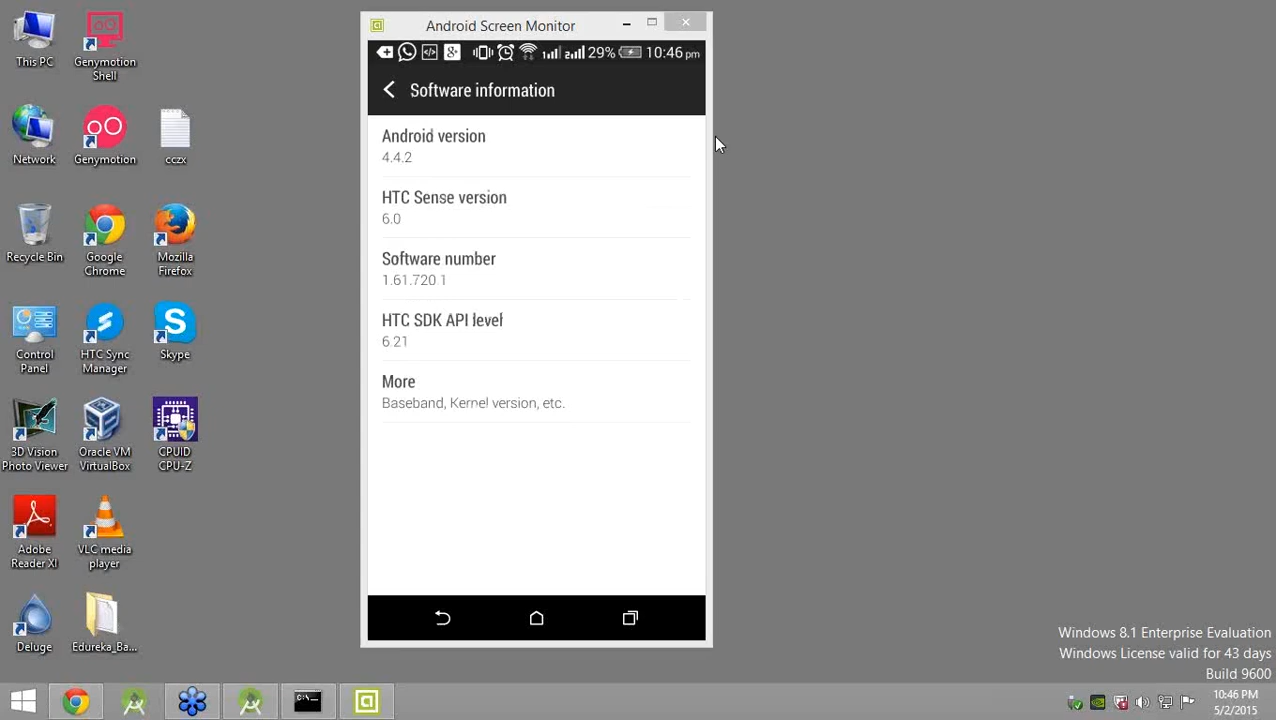 This PC
Genymotion
Shell
Network
Genymotion
cczx
Recycle Bin
Google
Chrome
Mozilla
Firefox
Control
Panel
HTC Sync
Manager
Skype
3D Vision
Photo Viewer
Oracle VM
VirtualBox
CPUID
CPU-Z
Adobe
Reader XI
VLC media
player
Deluge
Edureka_Ba...
Android Screen Monitor
29% 10:46 pm
Software information
Android version
4.4.2
HTC Sense version
6.0
Software number
1.61.720 1
HTC SDK API level
6.21
More
Baseband, Kernel version, etc.
Windows 8.1 Enterprise Evaluation
Windows License valid for 43 days
Build 9600
10:46 PM
5/2/2015